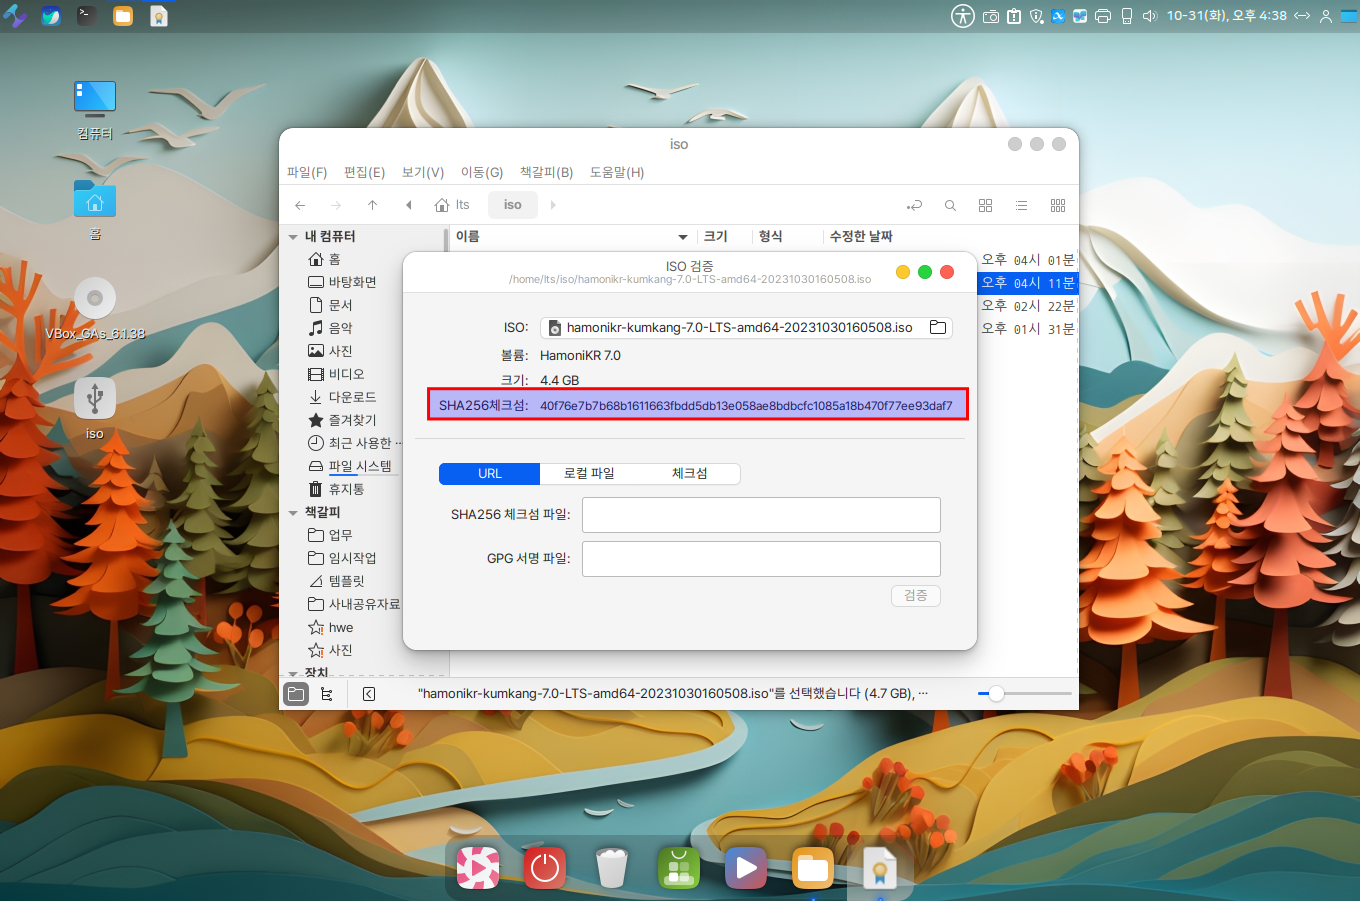 10-31(화), 오후 4:38
컴퓨터
홈
VBox_GAs_6.1.38
iso
iso
파일(F) 편집(E) 보기(V) 이동(G) 책갈피(B) 도움말(H)
lts iso
내 컴퓨터
홈
바탕화면
문서
음악
사진
비디오
다운로드
즐겨찾기
최근 사용한 ...
파일 시스템
휴지통
책갈피
업무
임시작업
템플릿
사내공유자료
hwe
사진
장치
이름 크기 형식 수정한 날짜
오후 04시 01분
오후 04시 11분
오후 02시 22분
오후 01시 31분
ISO 검증
/home/lts/iso/hamonikr-kumkang-7.0-LTS-amd64-20231030160508.iso
ISO: hamonikr-kumkang-7.0-LTS-amd64-20231030160508.iso
볼륨: HamoniKR 7.0
크기: 4.4 GB
SHA256체크섬: 40f76e7b7b68b1611663fbdd5db13e058ae8bdbcfc1085a18b470f77ee93daf7
URL 로컬 파일 체크섬
SHA256 체크섬 파일:
GPG 서명 파일:
검증
"hamonikr-kumkang-7.0-LTS-amd64-20231030160508.iso"를 선택했습니다 (4.7 GB), ...